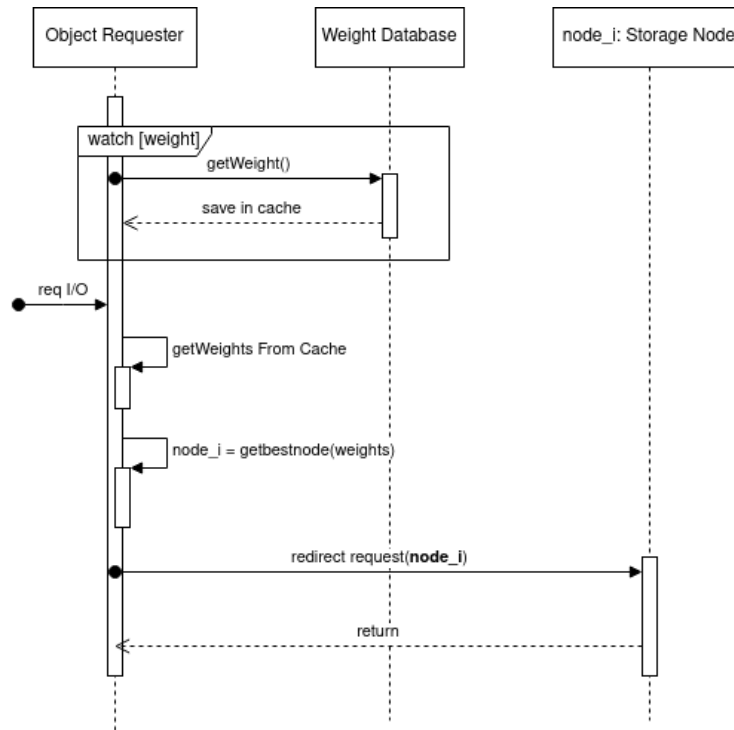 Object Requester
Weight Database
node_i: Storage Node
watch [weight]
getWeight()
save in cache
req I/O
getWeights From Cache
node_i = getbestnode(weights)
redirect request(node_i)
return